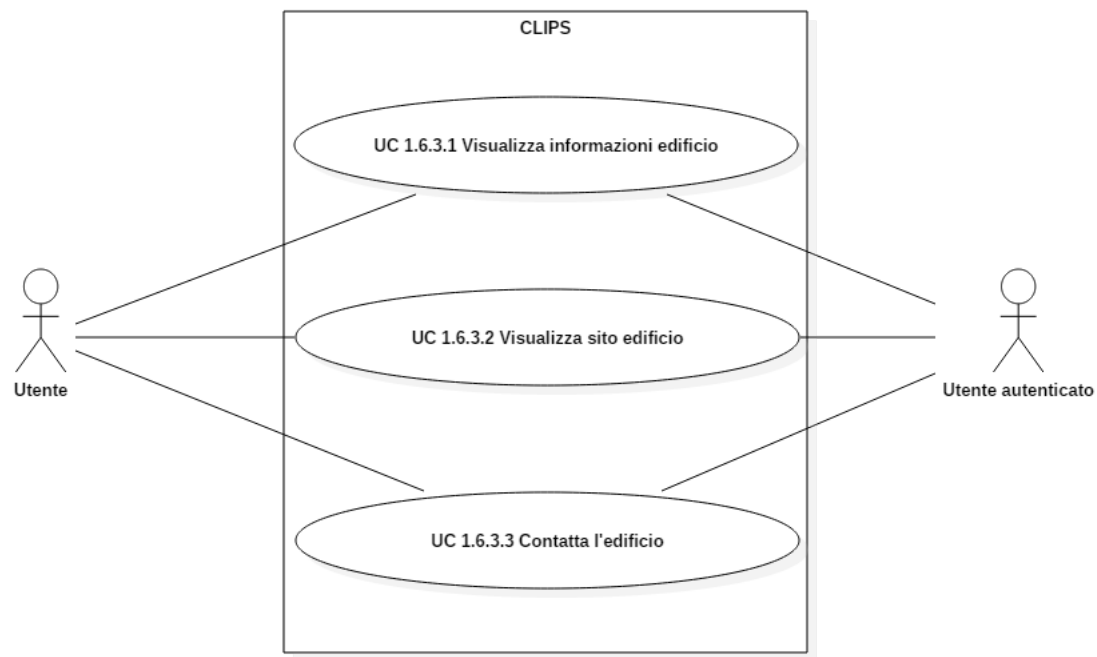 CLIPS
UC 1.6.3.1 Visualizza informazioni edificio
UC 1.6.3.2 Visualizza sito edificio
Utente
Utente autenticato
UC 1.6.3.3 Contatta l'edificio